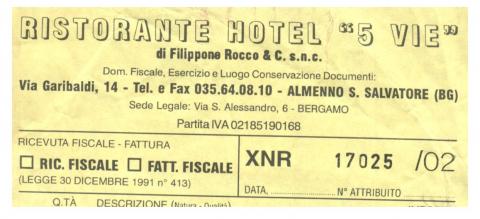 RISTORANTE HOTEL "5 VIE"
di Filippone Rocco & C. s.n.c.
Dom. Fiscale, Esercizio e Luogo Conservazione Documenti:
Via Garibaldi, 14 - Tel. e Fax 035.64.08.10 - ALMENNO S. SALVATORE (BG)
Sede Legale: Via S. Alessandro, 6 - BERGAMO
Partita IVA 02185190168
RICEVUTA FISCALE - FATTURA
☐ RIC. FISCALE ☐ FATT. FISCALE
(LEGGE 30 DICEMBRE 1991 n° 413)
XNR 17025 /02
DATA, N° ATTRIBUITO
Q.TÀ DESCRIZIONE (Natura - Qualità)